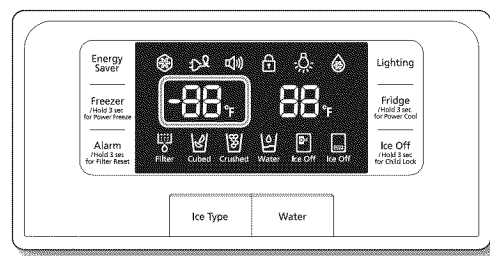 Energy
Saver
Lighting
Freezer
/Hold 3 sec
for Power Freeze
-88°F
88°F
Fridge
/Hold 3 sec
for Power Cool
Alarm
/Hold 3 sec
for Filter Reset
Filter
Cubed
Crushed
Water
Ice Off
Ice Off
Ice Off
/Hold 3 sec
for Child Lock
Ice Type
Water